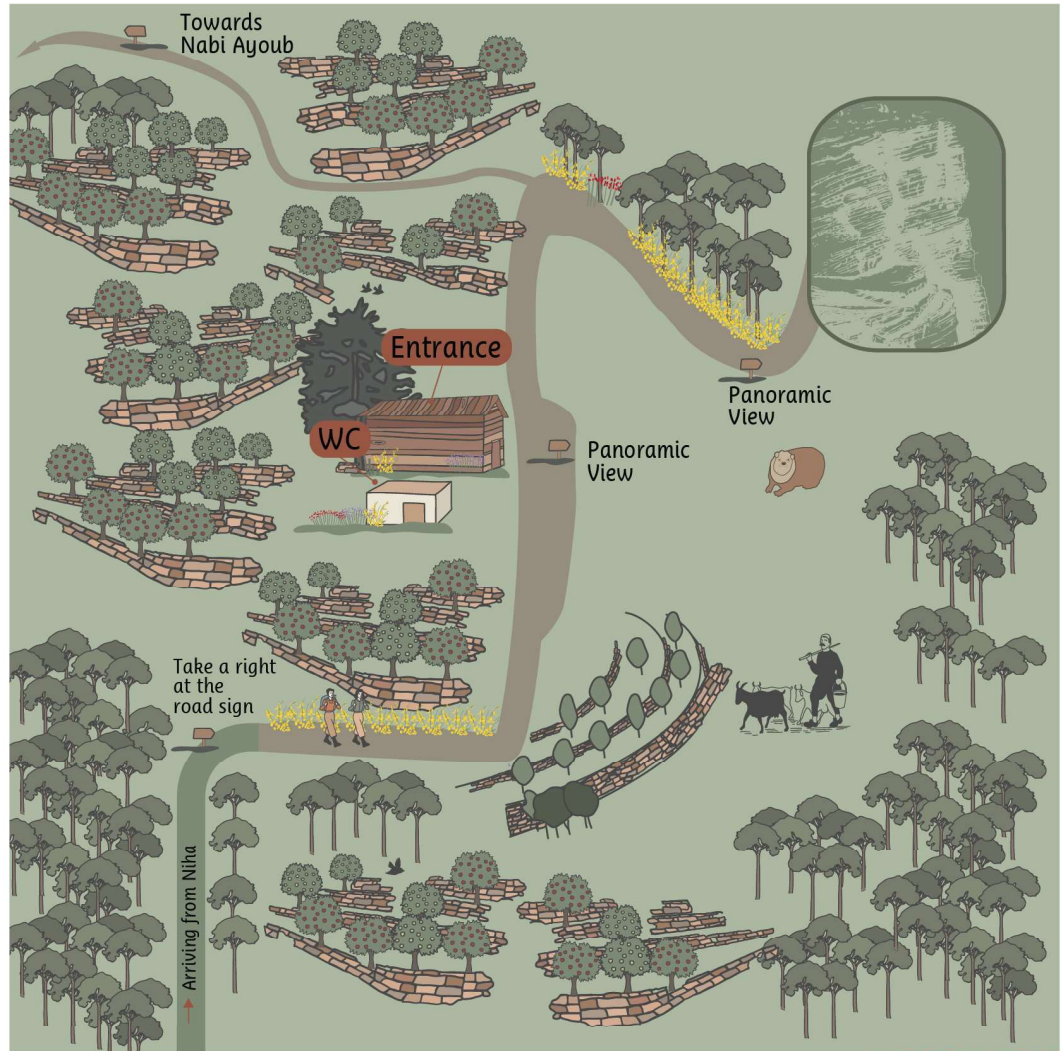 Towards
Nabi Ayoub
Entrance
Panoramic
View
WC
Panoramic
View
Take a right
at the
road sign
Arriving from Niha